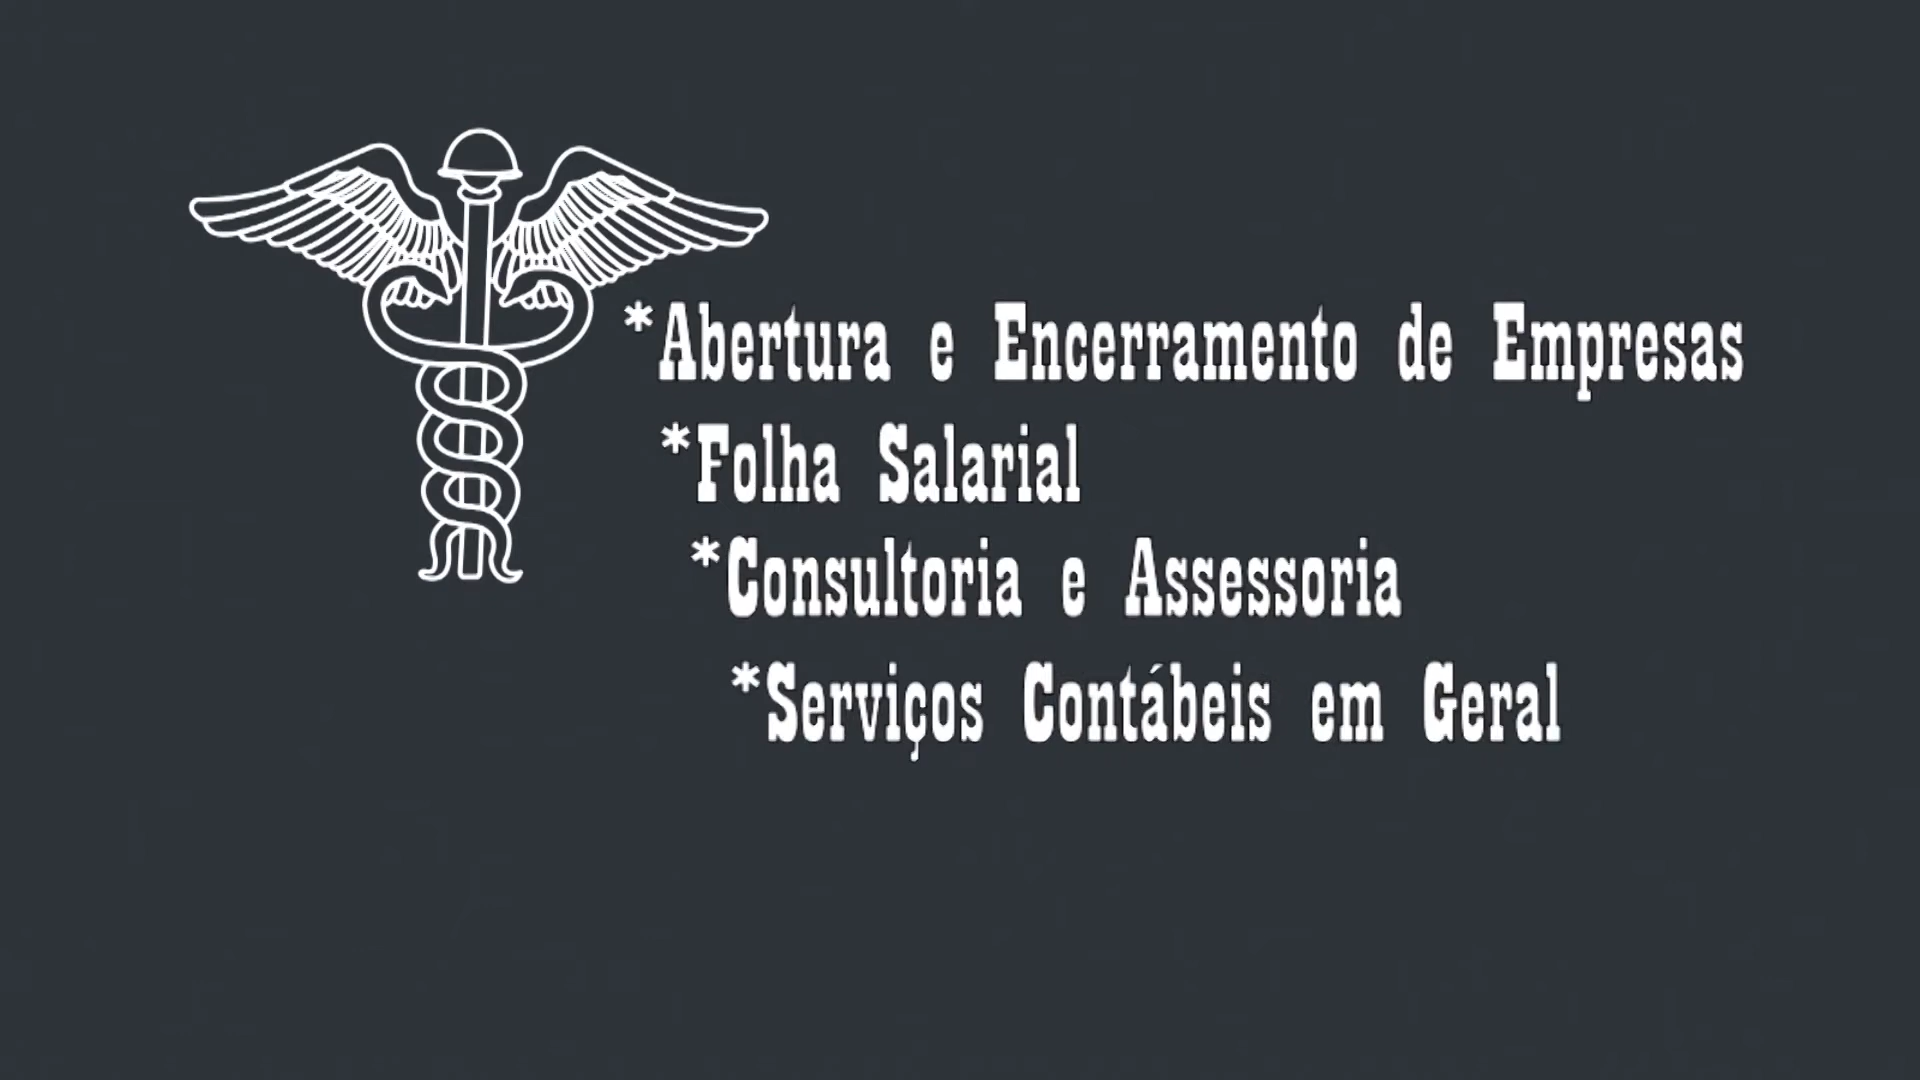 *Abertura e Encerramento de Empresas
*Folha Salarial
*Consultoria e Assessoria
*Serviços Contábeis em Geral